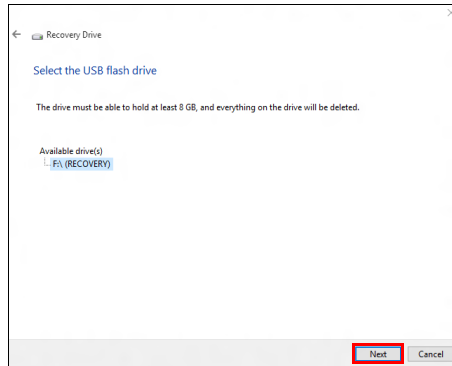 Recovery Drive
Select the USB flash drive
The drive must be able to hold at least 8 GB, and everything on the drive will be deleted.
Available drive(s)
F:\ (RECOVERY)
Next Cancel